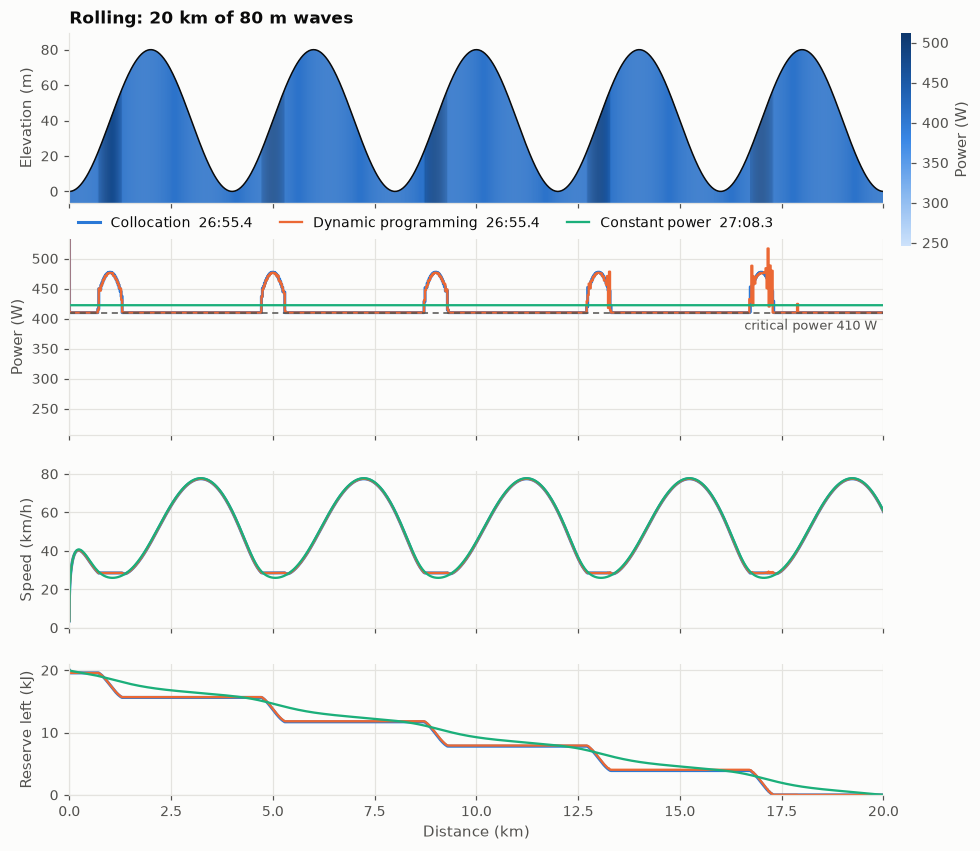 Rolling: 20 km of 80 m waves
Elevation (m)
80
60
40
20
0
500
450
400
350
300
250
Power (W)
Collocation 26:55.4 Dynamic programming 26:55.4 Constant power 27:08.3
Power (W)
500
450
400
350
300
250
critical power 410 W
Speed (km/h)
80
60
40
20
0
Reserve left (kJ)
20
10
0
0.0 2.5 5.0 7.5 10.0 12.5 15.0 17.5 20.0
Distance (km)